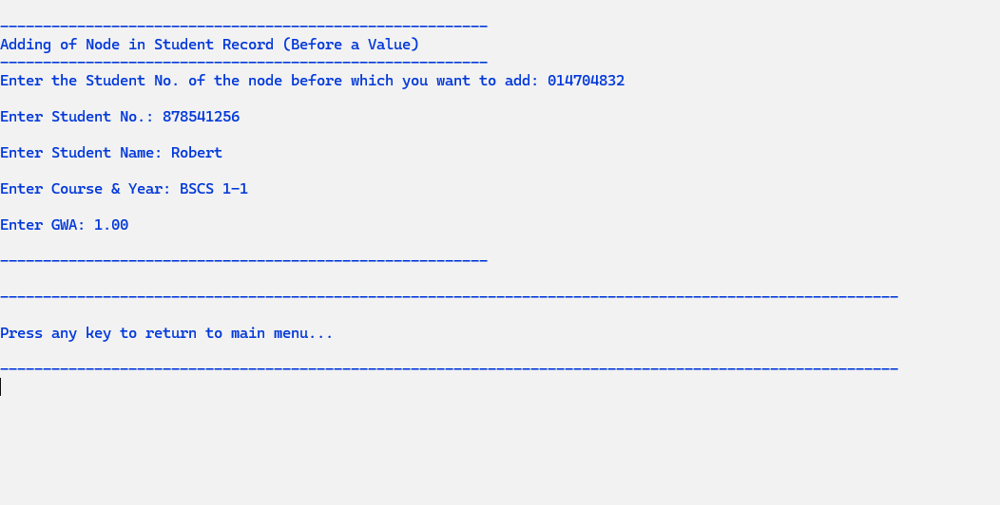 ---------------------------------------------------------
Adding of Node in Student Record (Before a Value)
---------------------------------------------------------
Enter the Student No. of the node before which you want to add: 014704832
Enter Student No.: 878541256
Enter Student Name: Robert
Enter Course & Year: BSCS 1-1
Enter GWA: 1.00
---------------------------------------------------------
---------------------------------------------------------------------------------------------------------
Press any key to return to main menu...
---------------------------------------------------------------------------------------------------------